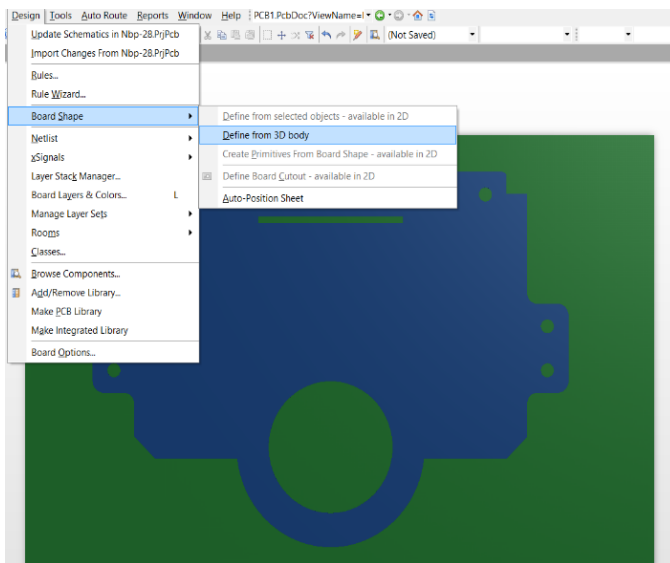 Design Tools Auto Route Reports Window Help PCB1.PcbDoc?ViewName=
Update Schematics in Nbp-28.PrjPcb
(Not Saved)
Import Changes From Nbp-28.PrjPcb
Rules...
Rule Wizard...
Board Shape
Define from selected objects - available in 2D
Netlist
Define from 3D body
xSignals
Create Primitives From Board Shape - available in 2D
Layer Stack Manager...
Define Board Cutout - available in 2D
Board Layers & Colors... L
Auto-Position Sheet
Manage Layer Sets
Rooms
Classes...
Browse Components...
Add/Remove Library...
Make PCB Library
Make Integrated Library
Board Options...